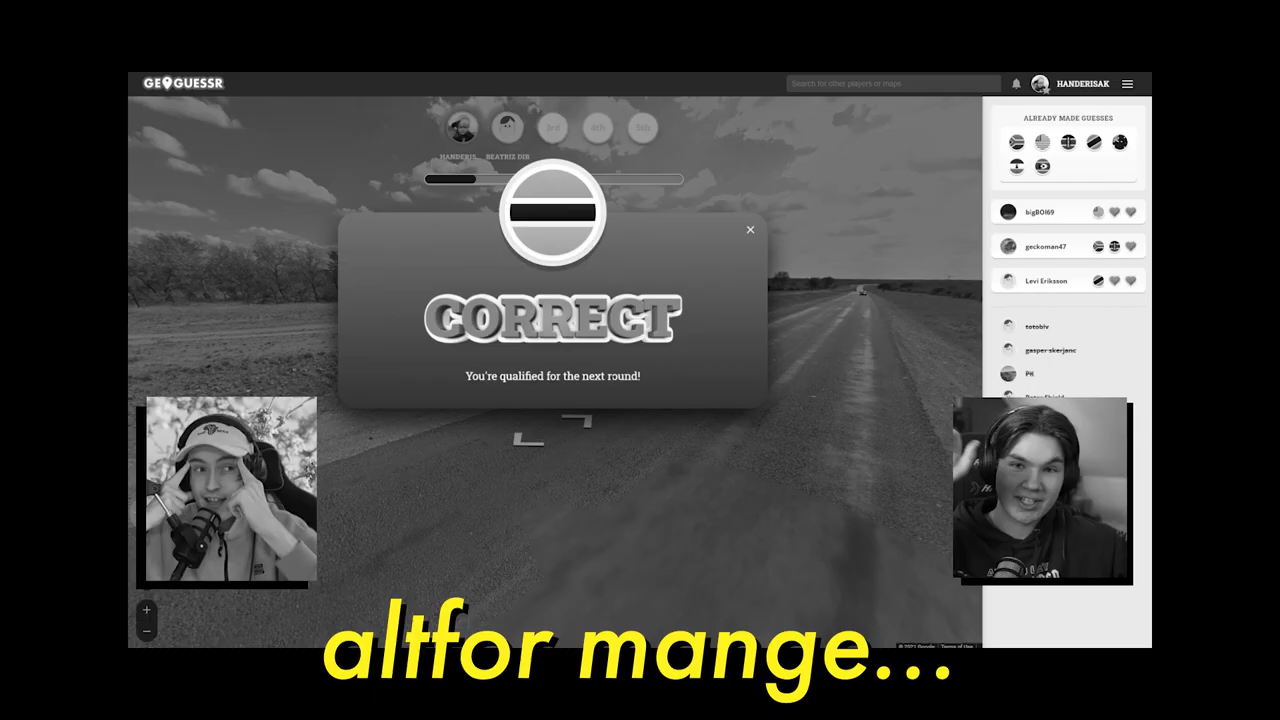 GEOGUESSR
Search for other players or maps
HANDERISAK
3rd
4th
5th
HANDERIS
BEATRIZ DIB
ALREADY MADE GUESSES
bigBOI69
geckoman47
Levi Eriksson
CORRECT
You're qualified for the next round!
totobiv
gasper skerjanc
altfor mange...